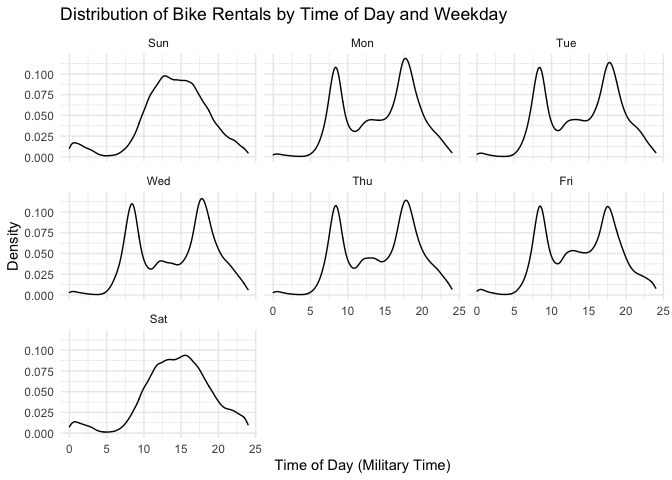 Distribution of Bike Rentals by Time of Day and Weekday
Sun Mon Tue
0.100
0.075
0.050
0.025
0.000
Wed Thu Fri
0.100
0.075
0.050
0.025
0.000
0 5 10 15 20 25 0 5 10 15 20 25
Sat
0.100
0.075
0.050
0.025
0.000
0 5 10 15 20 25
Density
Time of Day (Military Time)